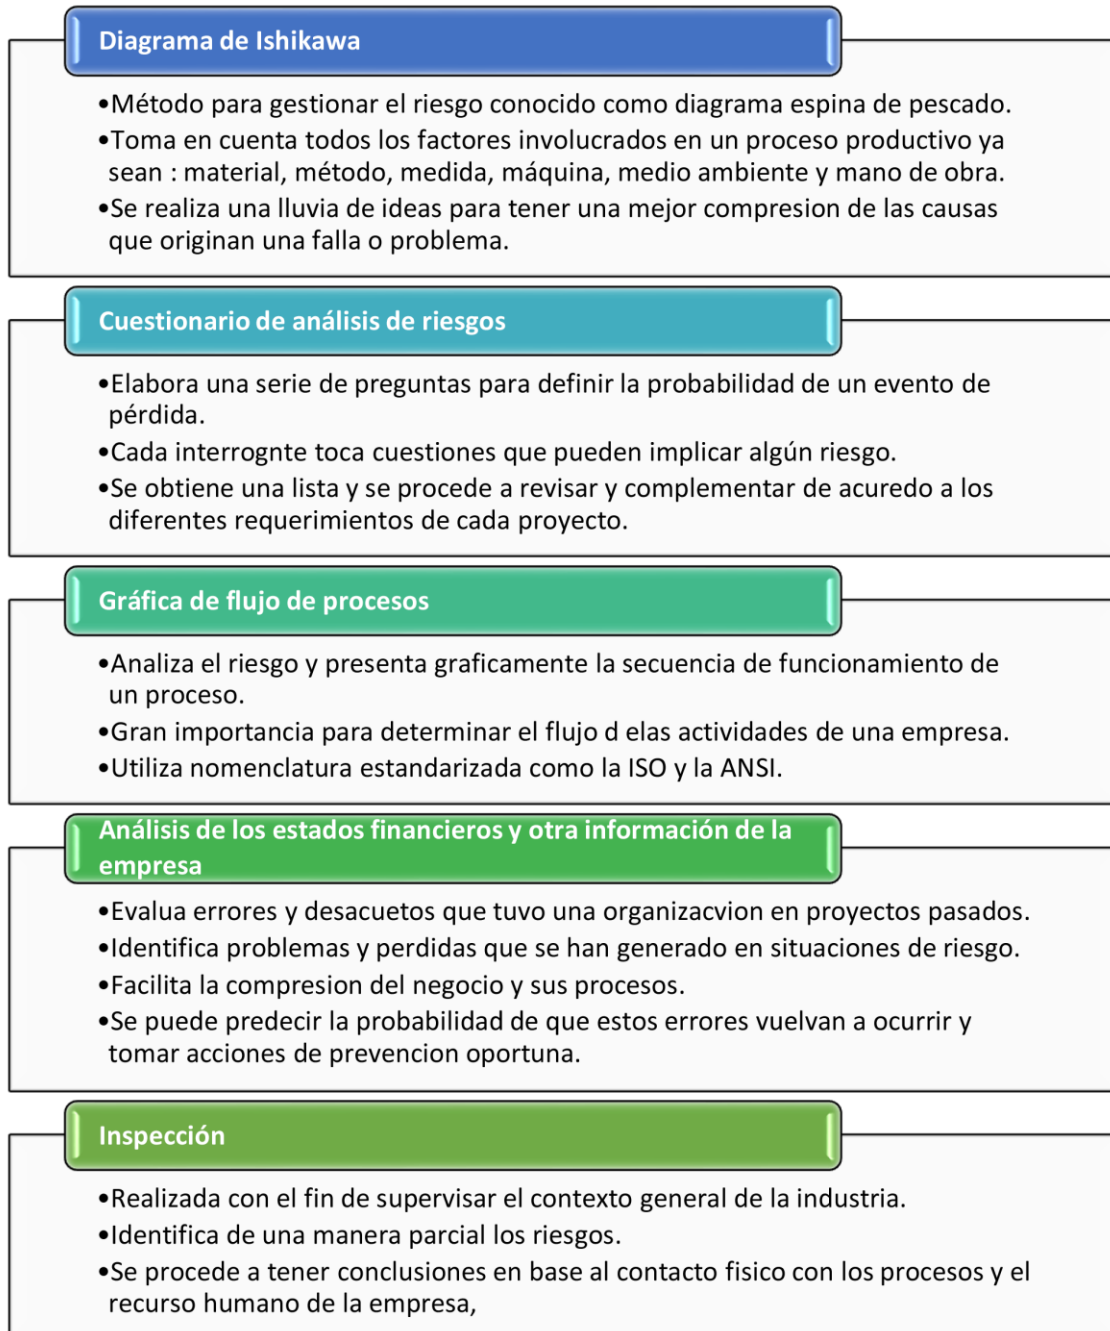 Diagrama de Ishikawa
•Método para gestionar el riesgo conocido como diagrama espina de pescado.
•Toma en cuenta todos los factores involucrados en un proceso productivo ya
sean : material, método, medida, máquina, medio ambiente y mano de obra.
•Se realiza una lluvia de ideas para tener una mejor compresion de las causas
que originan una falla o problema.
Cuestionario de análisis de riesgos
•Elabora una serie de preguntas para definir la probabilidad de un evento de
pérdida.
•Cada interrognte toca cuestiones que pueden implicar algún riesgo.
•Se obtiene una lista y se procede a revisar y complementar de acuredo a los
diferentes requerimientos de cada proyecto.
Gráfica de flujo de procesos
•Analiza el riesgo y presenta graficamente la secuencia de funcionamiento de
un proceso.
•Gran importancia para determinar el flujo d elas actividades de una empresa.
•Utiliza nomenclatura estandarizada como la ISO y la ANSI.
Análisis de los estados financieros y otra información de la
empresa
•Evalua errores y desacuetos que tuvo una organizacvion en proyectos pasados.
•Identifica problemas y perdidas que se han generado en situaciones de riesgo.
•Facilita la compresion del negocio y sus procesos.
•Se puede predecir la probabilidad de que estos errores vuelvan a ocurrir y
tomar acciones de prevencion oportuna.
Inspección
•Realizada con el fin de supervisar el contexto general de la industria.
•Identifica de una manera parcial los riesgos.
•Se procede a tener conclusiones en base al contacto fisico con los procesos y el
recurso humano de la empresa,